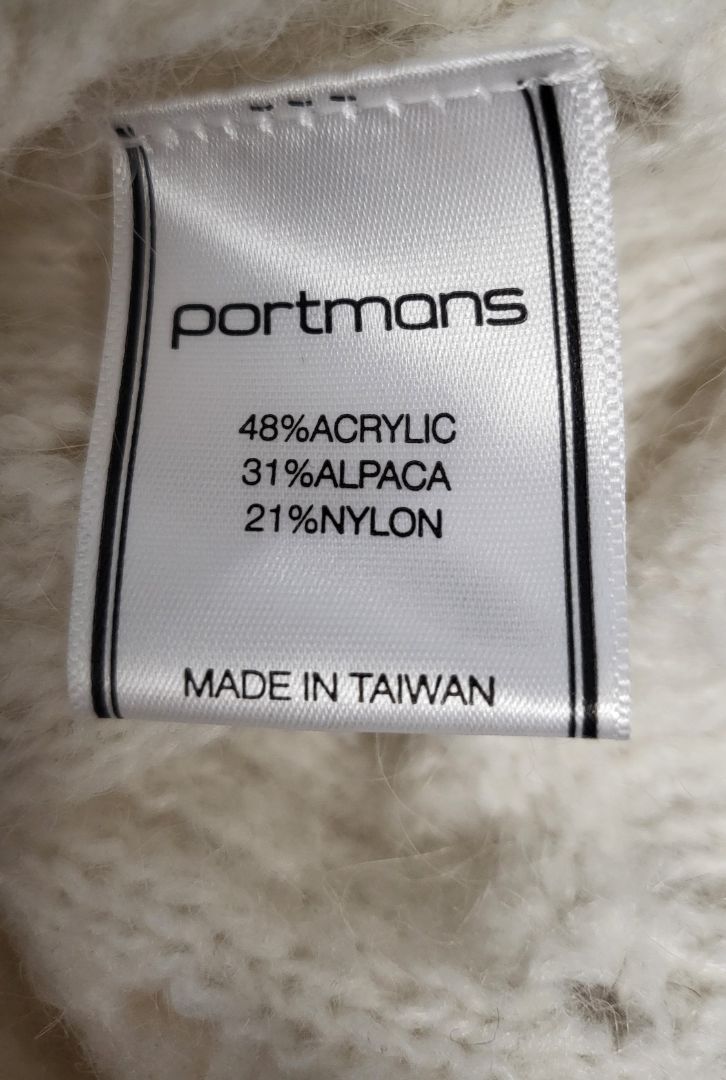 portmans
48%ACRYLIC
31%ALPACA
21%NYLON
MADE IN TAIWAN